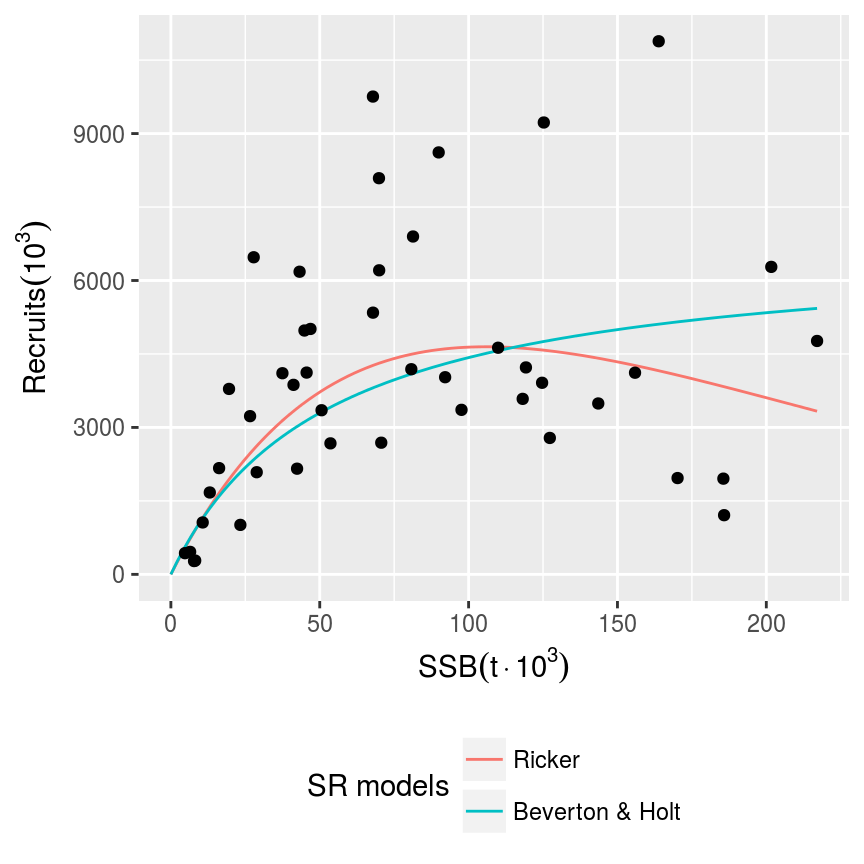 Recruits(10³)
9000
6000
3000
0
0 50 100 150 200
SSB(t · 10³)
SR models
Ricker
Beverton & Holt